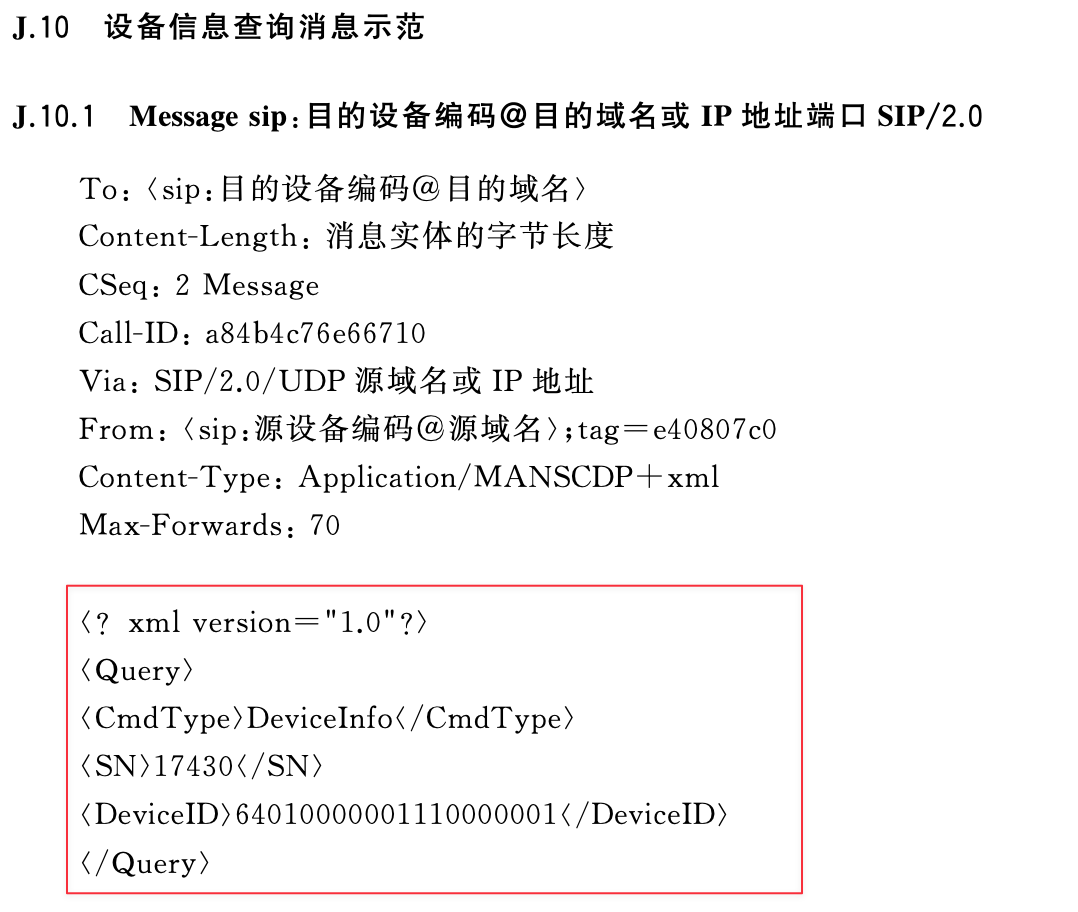 J.10 设备信息查询消息示范
J.10.1 Message sip:目的设备编码@目的域名或 IP 地址端口 SIP/2.0
To: 〈sip:目的设备编码@目的域名〉
Content-Length: 消息实体的字节长度
CSeq: 2 Message
Call-ID: a84b4c76e66710
Via: SIP/2.0/UDP 源域名或 IP 地址
From: 〈sip:源设备编码@源域名〉;tag=e40807c0
Content-Type: Application/MANSCDP+xml
Max-Forwards: 70
〈? xml version="1.0"?〉
〈Query〉
〈CmdType〉DeviceInfo〈/CmdType〉
〈SN〉17430〈/SN〉
〈DeviceID〉64010000001110000001〈/DeviceID〉
〈/Query〉